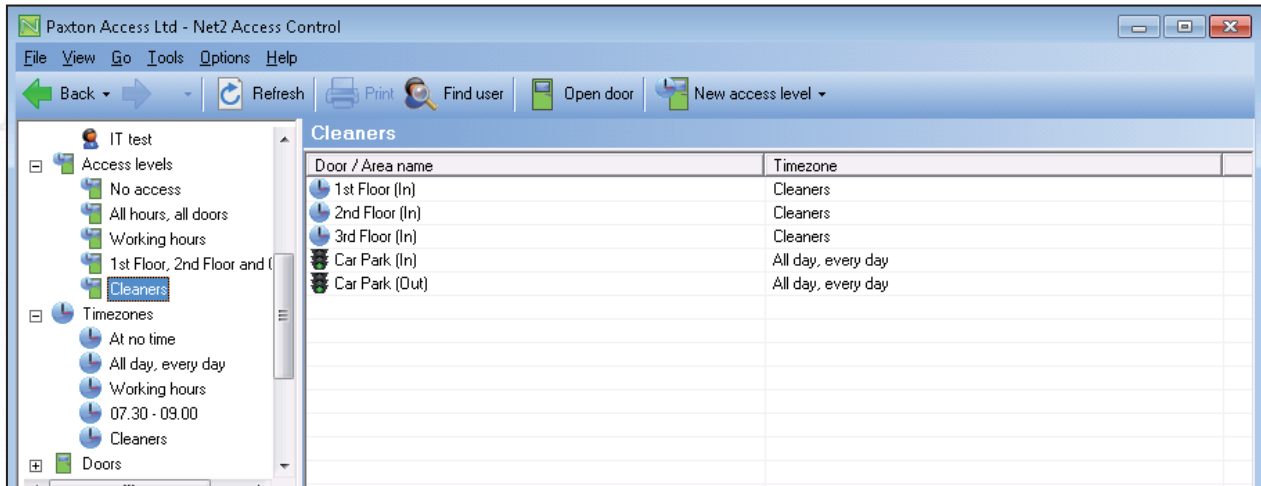 Paxton Access Ltd - Net2 Access Control
File View Go Tools Options Help
Back Refresh Print Find user Open door New access level
IT test
Access levels
No access
All hours, all doors
Working hours
1st Floor, 2nd Floor and
Cleaners
Timezones
At no time
All day, every day
Working hours
07.30 - 09.00
Cleaners
Doors
Cleaners
Door / Area name Timezone
1st Floor (In) Cleaners
2nd Floor (In) Cleaners
3rd Floor (In) Cleaners
Car Park (In) All day, every day
Car Park (Out) All day, every day